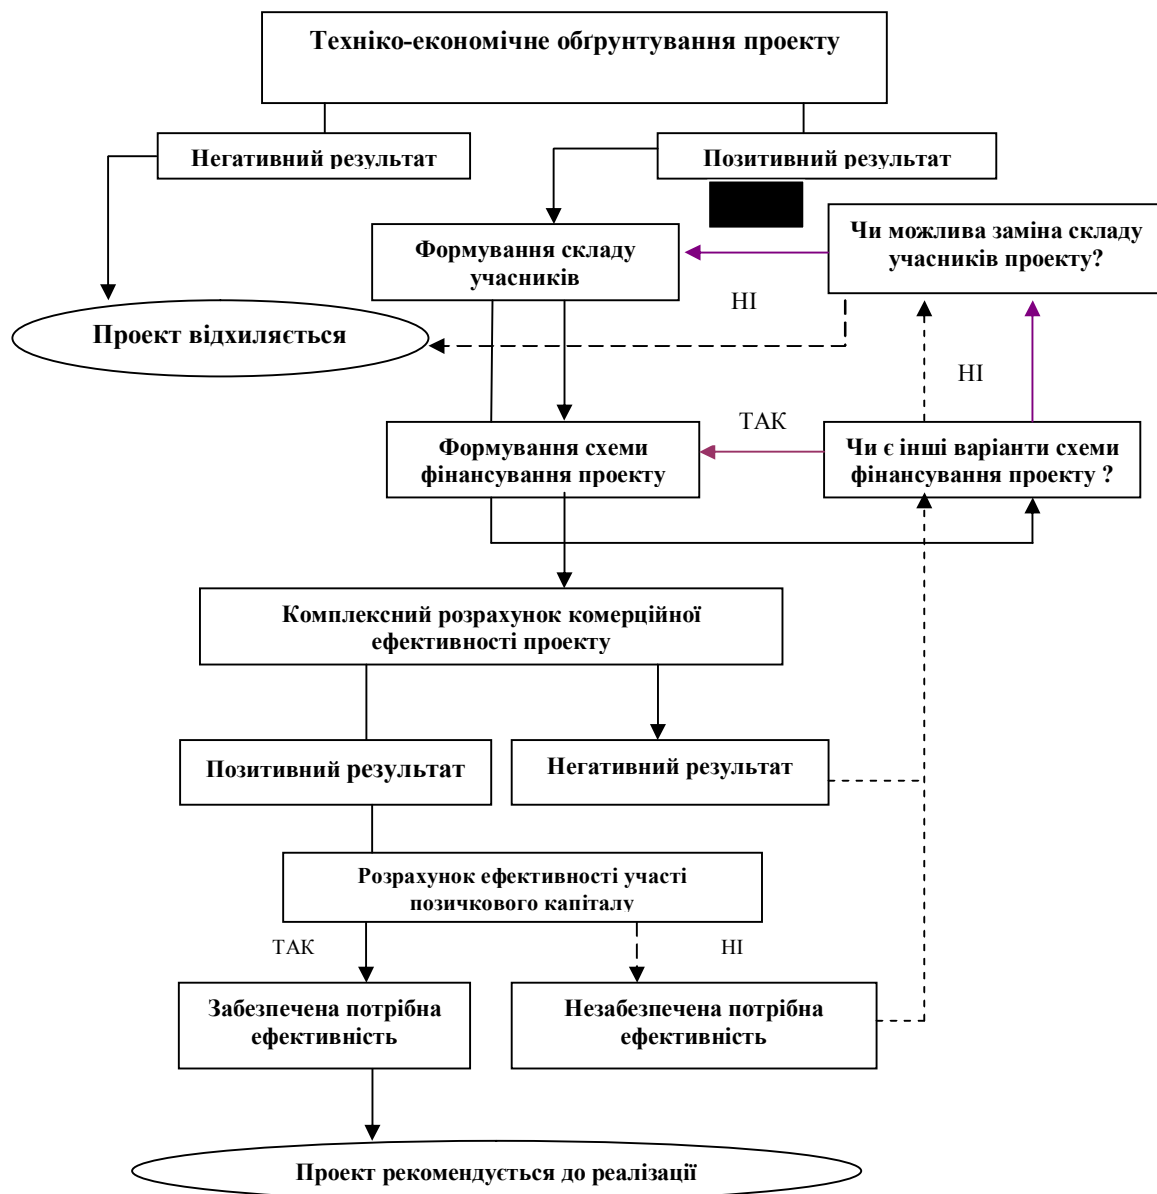 Техніко-економічне обґрунтування проекту
Негативний результат
Позитивний результат
Формування складу
учасників
Чи можлива заміна складу
учасників проекту?
НІ
Проект відхиляється
НІ
ТАК
Формування схеми
фінансування проекту
Чи є інші варіанти схеми
фінансування проекту ?
Комплексний розрахунок комерційної
ефективності проекту
Позитивний результат
Негативний результат
Розрахунок ефективності участі
позичкового капіталу
ТАК
НІ
Забезпечена потрібна
ефективність
Незабезпечена потрібна
ефективність
Проект рекомендується до реалізації